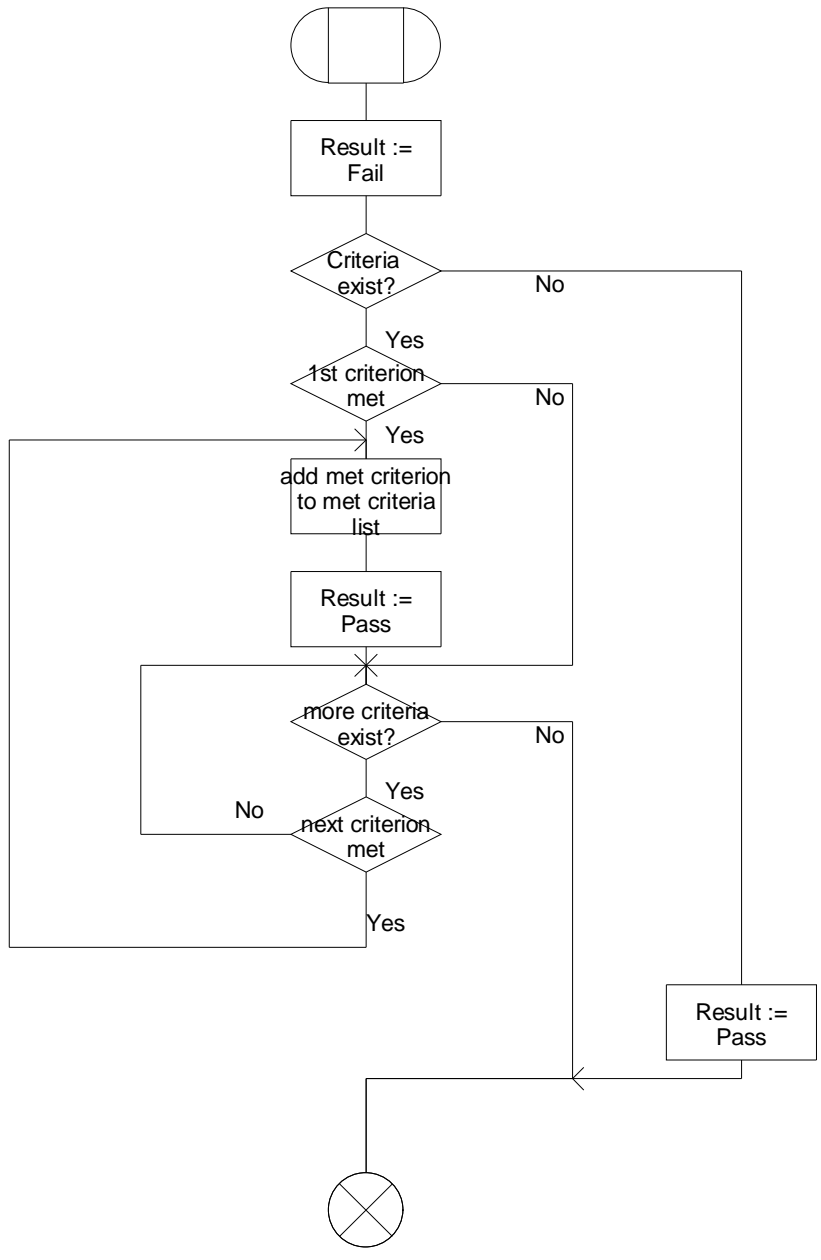 Result :=
Fail
Criteria
exist?
No
Yes
1st criterion
met
No
Yes
add met criterion
to met criteria
list
Result :=
Pass
more criteria
exist?
No
Yes
No
next criterion
met
Yes
Result :=
Pass